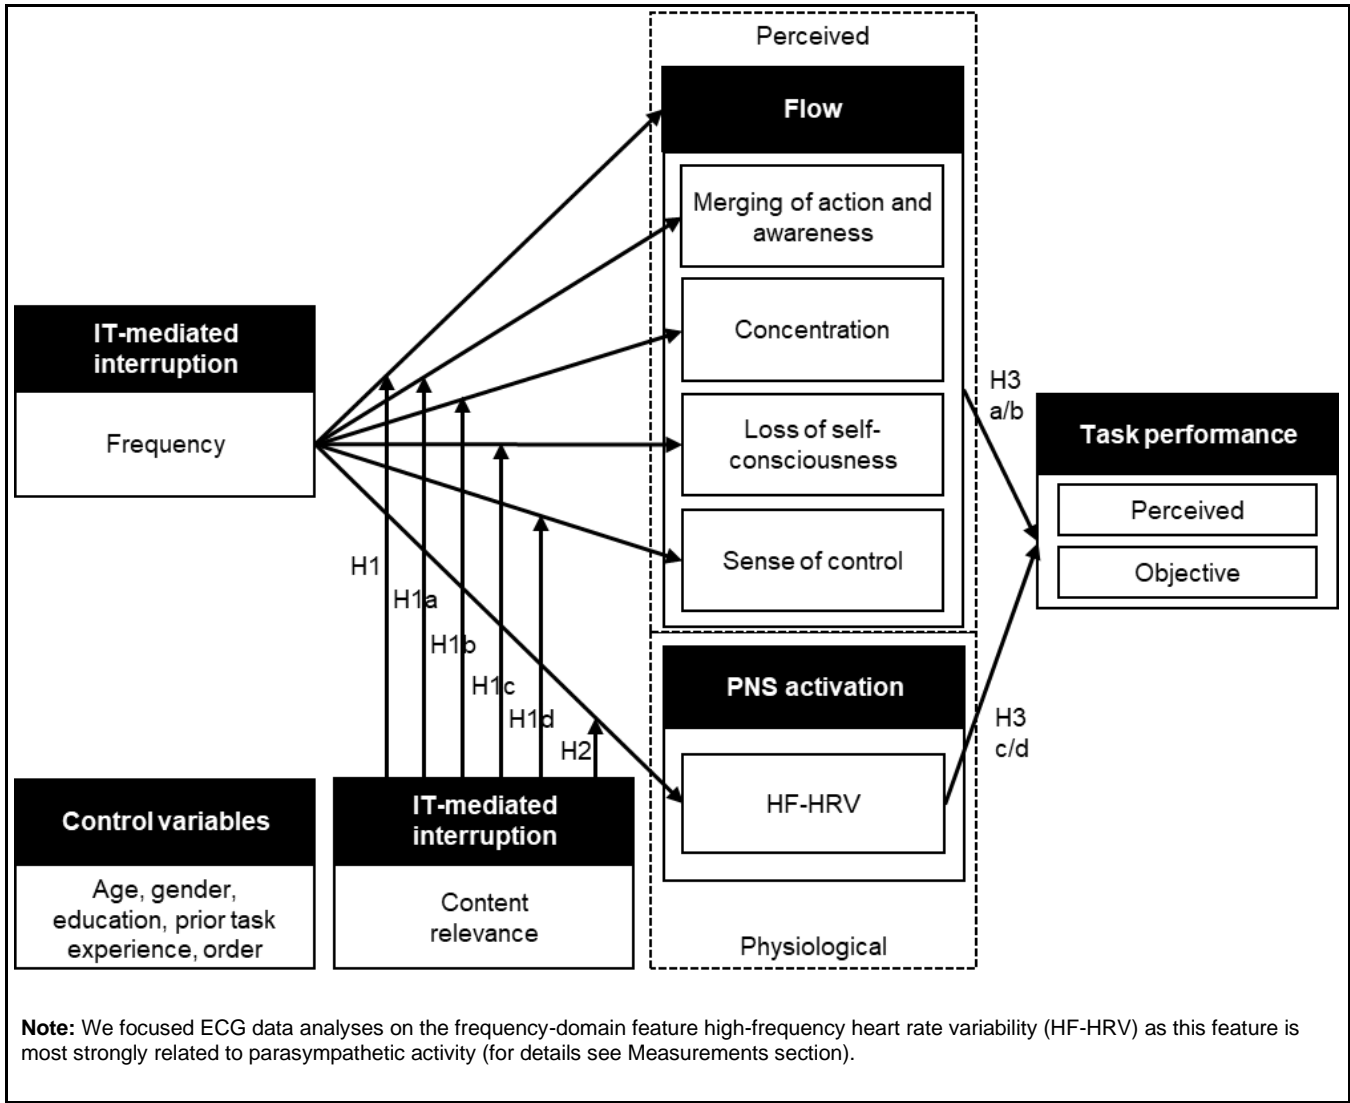 Perceived
Flow
Merging of action and
awareness
Concentration
Loss of self-
consciousness
Sense of control
IT-mediated
interruption
Frequency
H3
a/b
Task performance
Perceived
Objective
H1
H1a
H1b
H1c
H1d
H2
PNS activation
HF-HRV
H3
c/d
Control variables
Age, gender,
education, prior task
experience, order
IT-mediated
interruption
Content
relevance
Physiological
Note: We focused ECG data analyses on the frequency-domain feature high-frequency heart rate variability (HF-HRV) as this feature is
most strongly related to parasympathetic activity (for details see Measurements section).